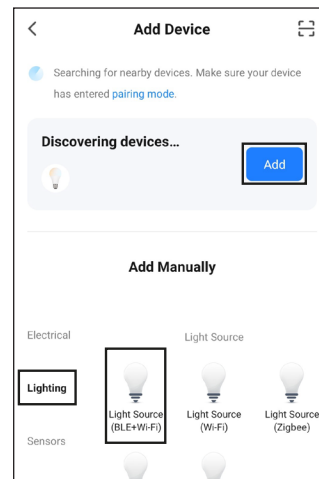 Add Device
Searching for nearby devices. Make sure your device
has entered pairing mode.
Discovering devices...
Add
Add Manually
Electrical
Light Source
Lighting
Light Source
(BLE+Wi-Fi)
Light Source
(Wi-Fi)
Light Source
(Zigbee)
Sensors